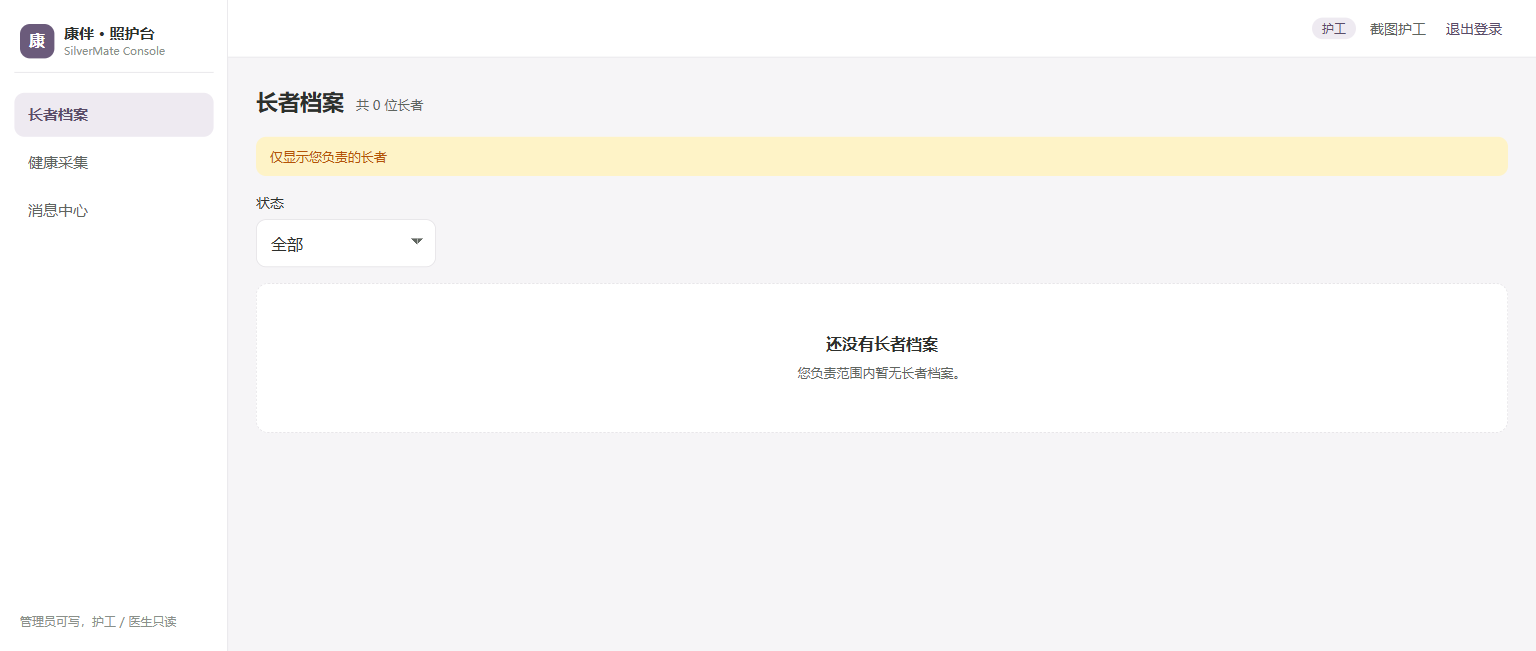 康
康伴·照护台
SilverMate Console
护工
截图护工
退出登录
长者档案
健康采集
消息中心
长者档案
共 0 位长者
仅显示您负责的长者
状态
全部
还没有长者档案
您负责范围内暂无长者档案。
管理员可写，护工 / 医生只读